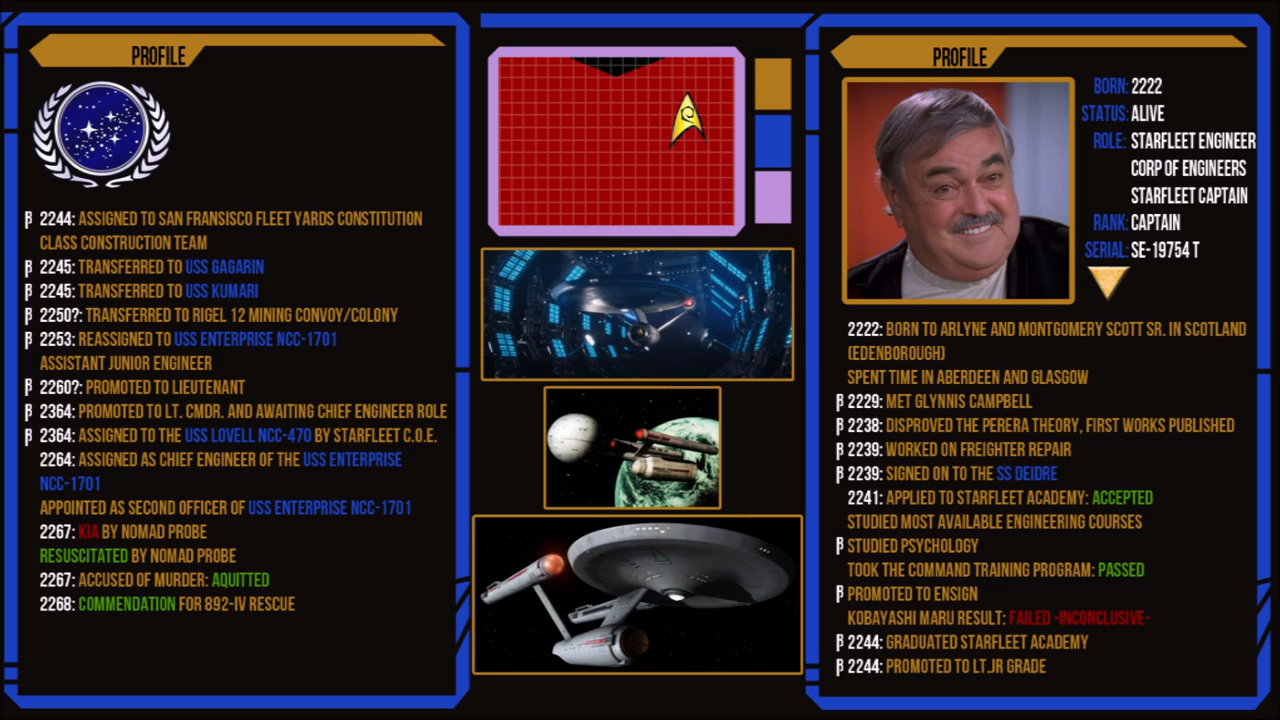 PROFILE
β 2244: ASSIGNED TO SAN FRANSISCO FLEET YARDS CONSTITUTION
CLASS CONSTRUCTION TEAM
β 2245: TRANSFERRED TO USS GAGARIN
β 2245: TRANSFERRED TO USS KUMARI
β 2250?: TRANSFERRED TO RIGEL 12 MINING CONVOY/COLONY
β 2253: REASSIGNED TO USS ENTERPRISE NCC-1701
ASSISTANT JUNIOR ENGINEER
β 2260?: PROMOTED TO LIEUTENANT
β 2364: PROMOTED TO LT. CMDR. AND AWAITING CHIEF ENGINEER ROLE
β 2364: ASSIGNED TO THE USS LOVELL NCC-470 BY STARFLEET C.O.E.
2264: ASSIGNED AS CHIEF ENGINEER OF THE USS ENTERPRISE
NCC-1701
APPOINTED AS SECOND OFFICER OF USS ENTERPRISE NCC-1701
2267: KIA BY NOMAD PROBE
RESUSCITATED BY NOMAD PROBE
2267: ACCUSED OF MURDER: AQUITTED
2268: COMMENDATION FOR 892-IV RESCUE
PROFILE
BORN: 2222
STATUS: ALIVE
ROLE: STARFLEET ENGINEER
CORP OF ENGINEERS
STARFLEET CAPTAIN
RANK: CAPTAIN
SERIAL: SE-19754 T
2222: BORN TO ARLYNE AND MONTGOMERY SCOTT SR. IN SCOTLAND
(EDENBOROUGH)
SPENT TIME IN ABERDEEN AND GLASGOW
β 2229: MET GLYNNIS CAMPBELL
β 2238: DISPROVED THE PERERA THEORY, FIRST WORKS PUBLISHED
β 2239: WORKED ON FREIGHTER REPAIR
β 2239: SIGNED ON TO THE SS DEIDRE
2241: APPLIED TO STARFLEET ACADEMY: ACCEPTED
STUDIED MOST AVAILABLE ENGINEERING COURSES
β STUDIED PSYCHOLOGY
TOOK THE COMMAND TRAINING PROGRAM: PASSED
β PROMOTED TO ENSIGN
KOBAYASHI MARU RESULT: FAILED -INCONCLUSIVE-
β 2244: GRADUATED STARFLEET ACADEMY
β 2244: PROMOTED TO LT.JR GRADE